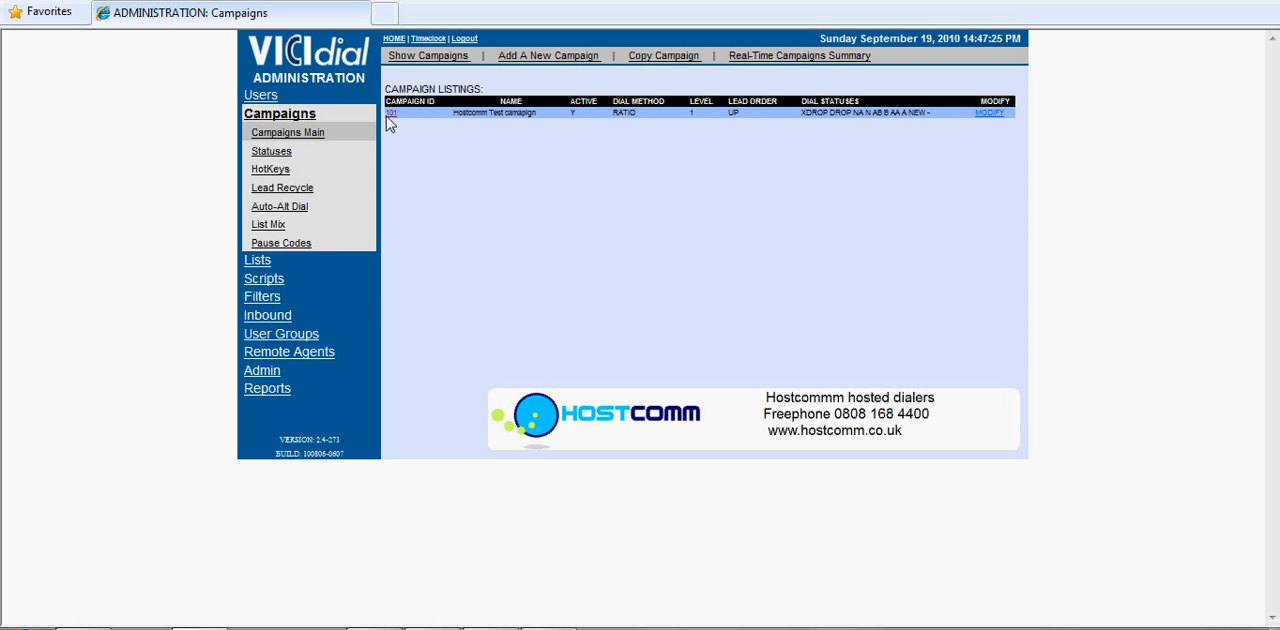 Favorites
ADMINISTRATION: Campaigns
VICIdial
ADMINISTRATION
HOME | Timeclock | Logout
Sunday September 19, 2010 14:47:25 PM
Show Campaigns | Add A New Campaign | Copy Campaign | Real-Time Campaigns Summary
Users
Campaigns
Campaigns Main
Statuses
HotKeys
Lead Recycle
Auto-Alt Dial
List Mix
Pause Codes
Lists
Scripts
Filters
Inbound
User Groups
Remote Agents
Admin
Reports
VERSION: 2.4-271
BUILD: 100806-0607
CAMPAIGN LISTINGS:
CAMPAIGN ID NAME ACTIVE DIAL METHOD LEVEL LEAD ORDER DIAL STATUSES MODIFY
101 Hostcomm Test camapign Y RATIO 1 UP XDROP DROP NA N AB B AA A NEW - MODIFY
HOSTCOMM
Hostcommm hosted dialers
Freephone 0808 168 4400
www.hostcomm.co.uk